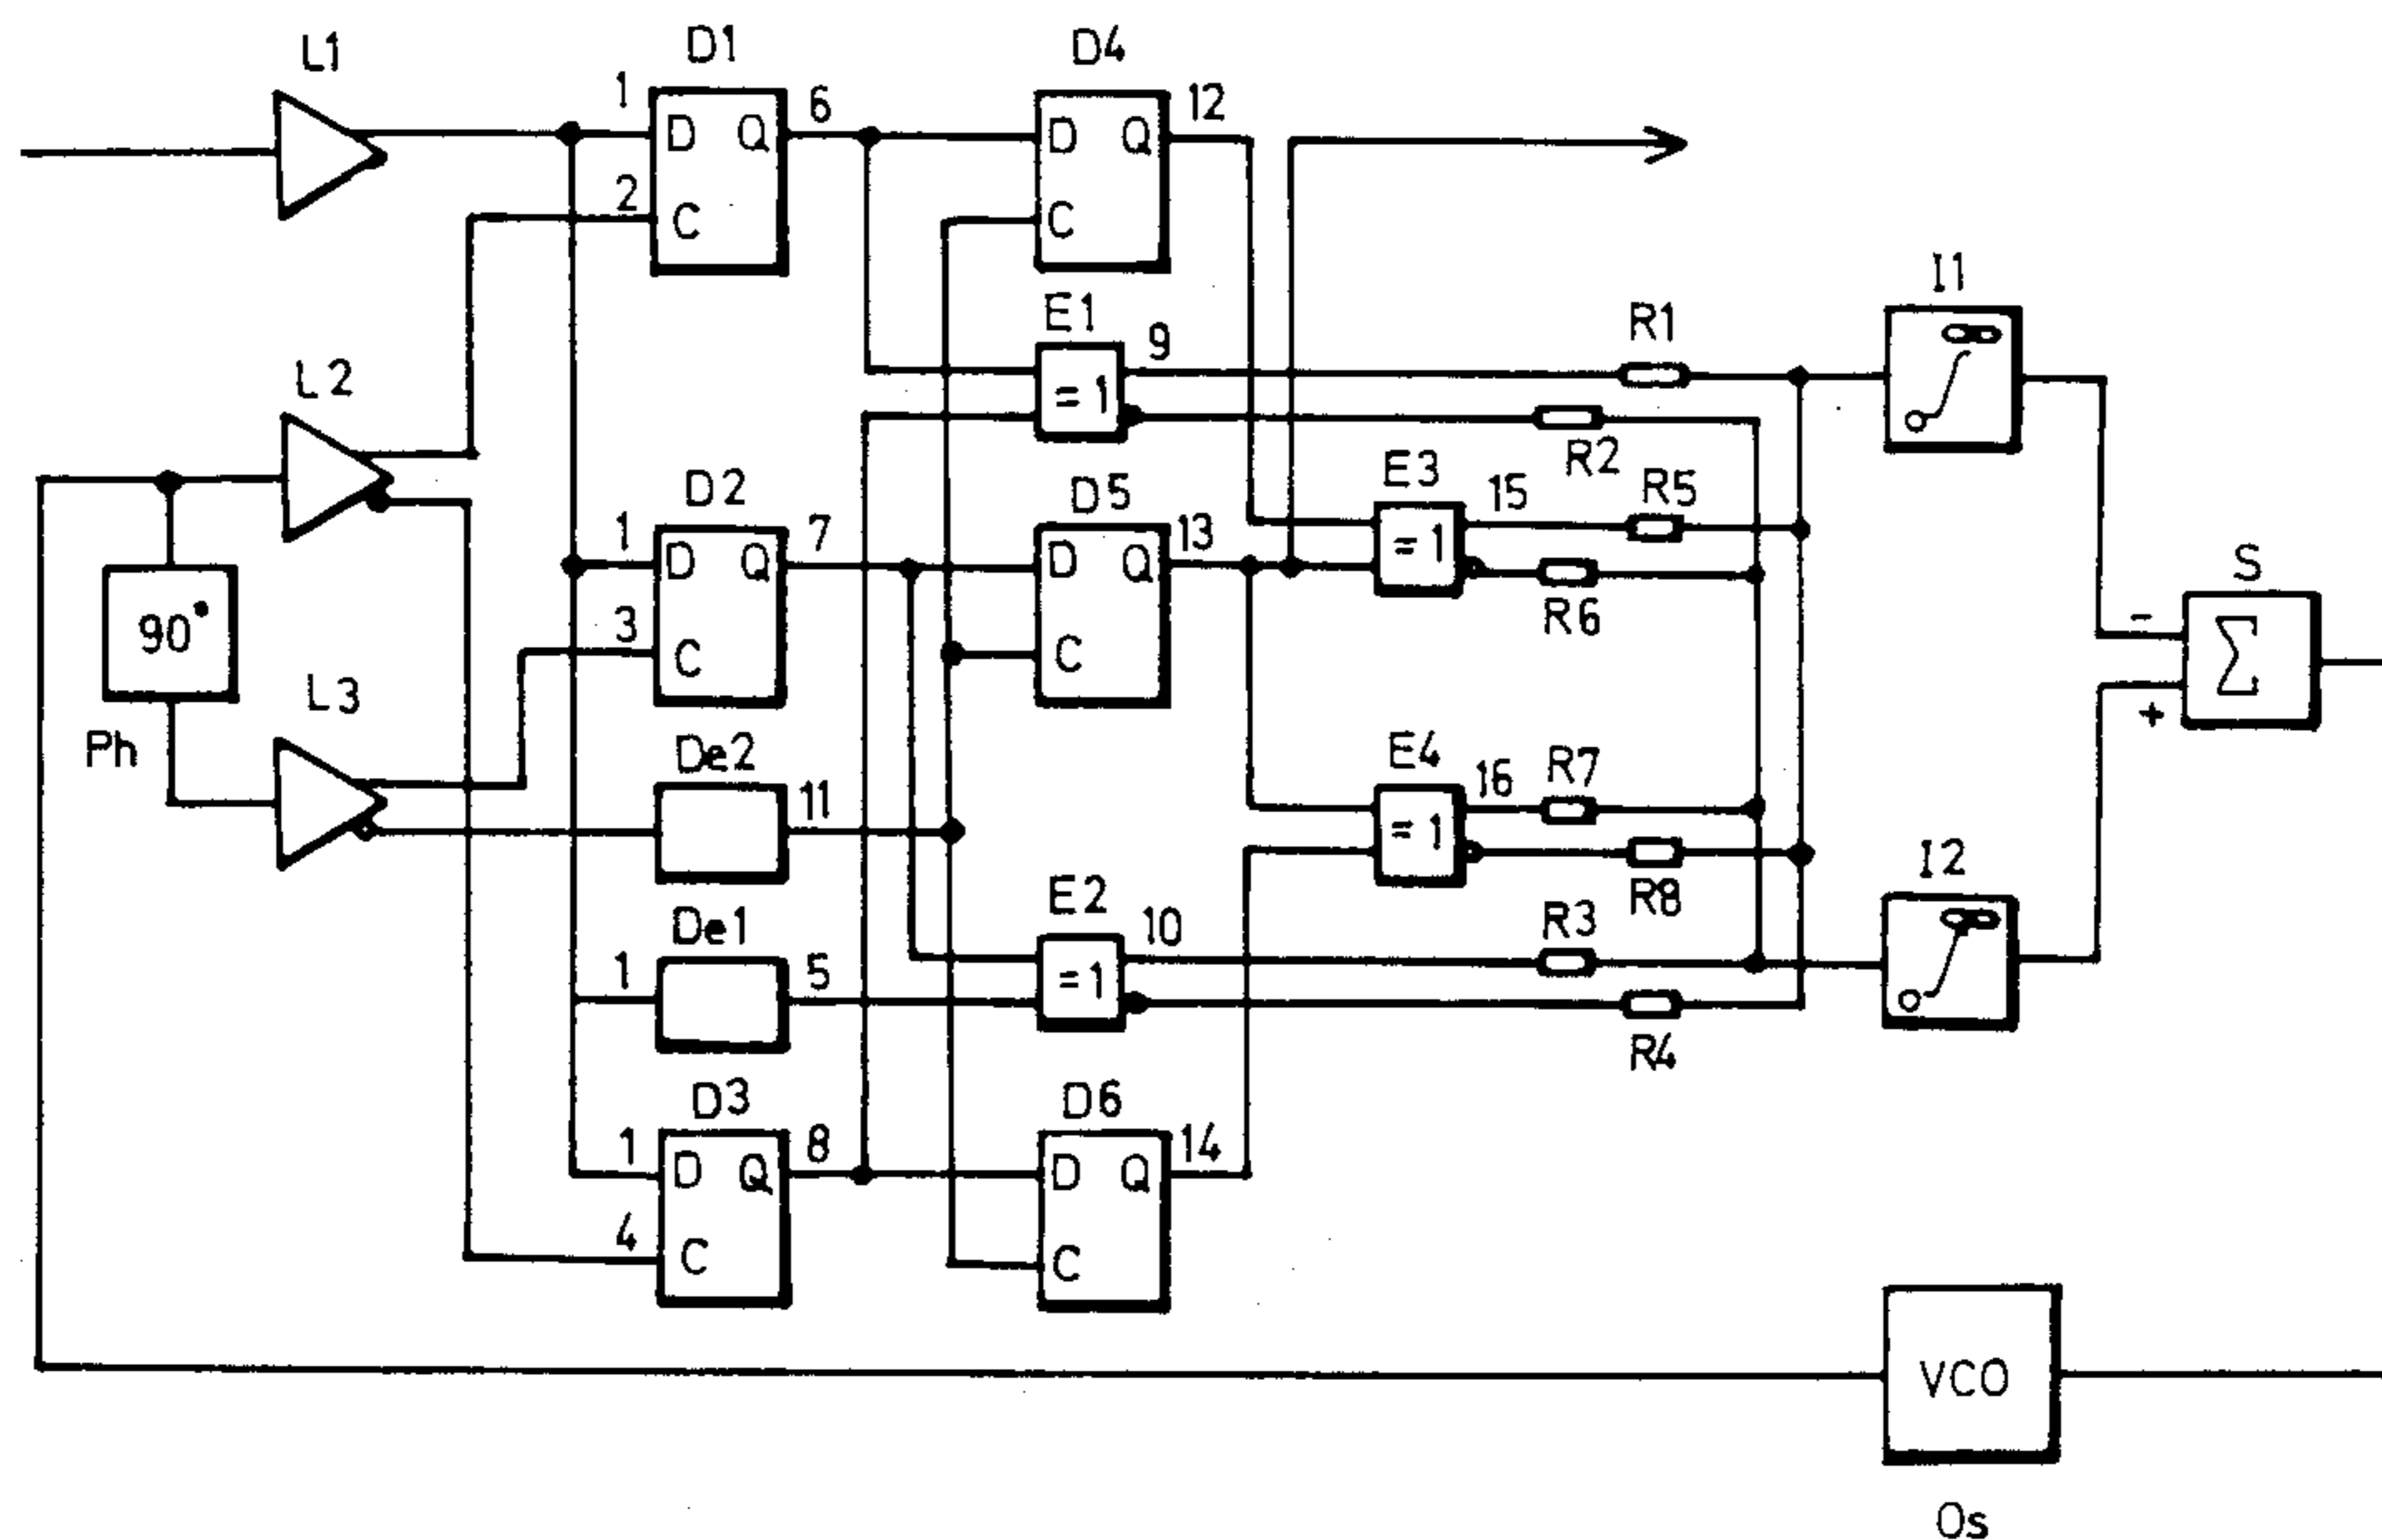 L1
D1
D4
1
6
12
D Q
D Q
2
C
C
I1
E1
9
R1
L2
= 1
R2
D2
D5
E3
15
R5
1
7
13
D Q
D Q
= 1
S
90°
3
R6
C
C
Σ
-
+
L3
Ph
De2
11
E4
16
R7
= 1
De1
E2
10
R3
R8
I2
1
5
= 1
R4
D3
D6
1
8
14
D Q
D Q
4
C
C
VCO
Os